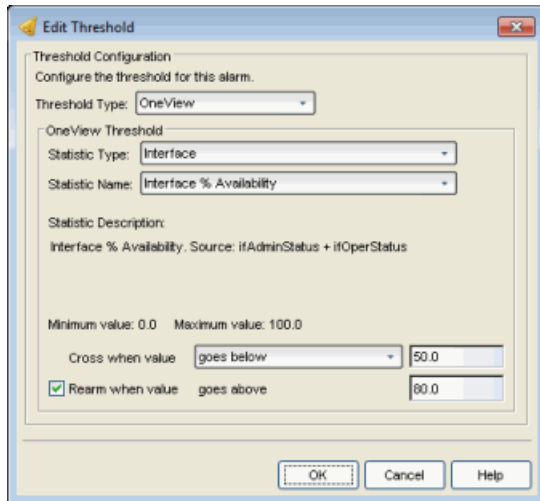 Edit Threshold
Threshold Configuration
Configure the threshold for this alarm.
Threshold Type: OneView
OneView Threshold
Statistic Type: Interface
Statistic Name: Interface % Availability
Statistic Description:
Interface % Availability. Source: ifAdminStatus + ifOperStatus
Minimum value: 0.0 Maximum value: 100.0
Cross when value goes below 50.0
Rearm when value goes above 80.0
OK Cancel Help